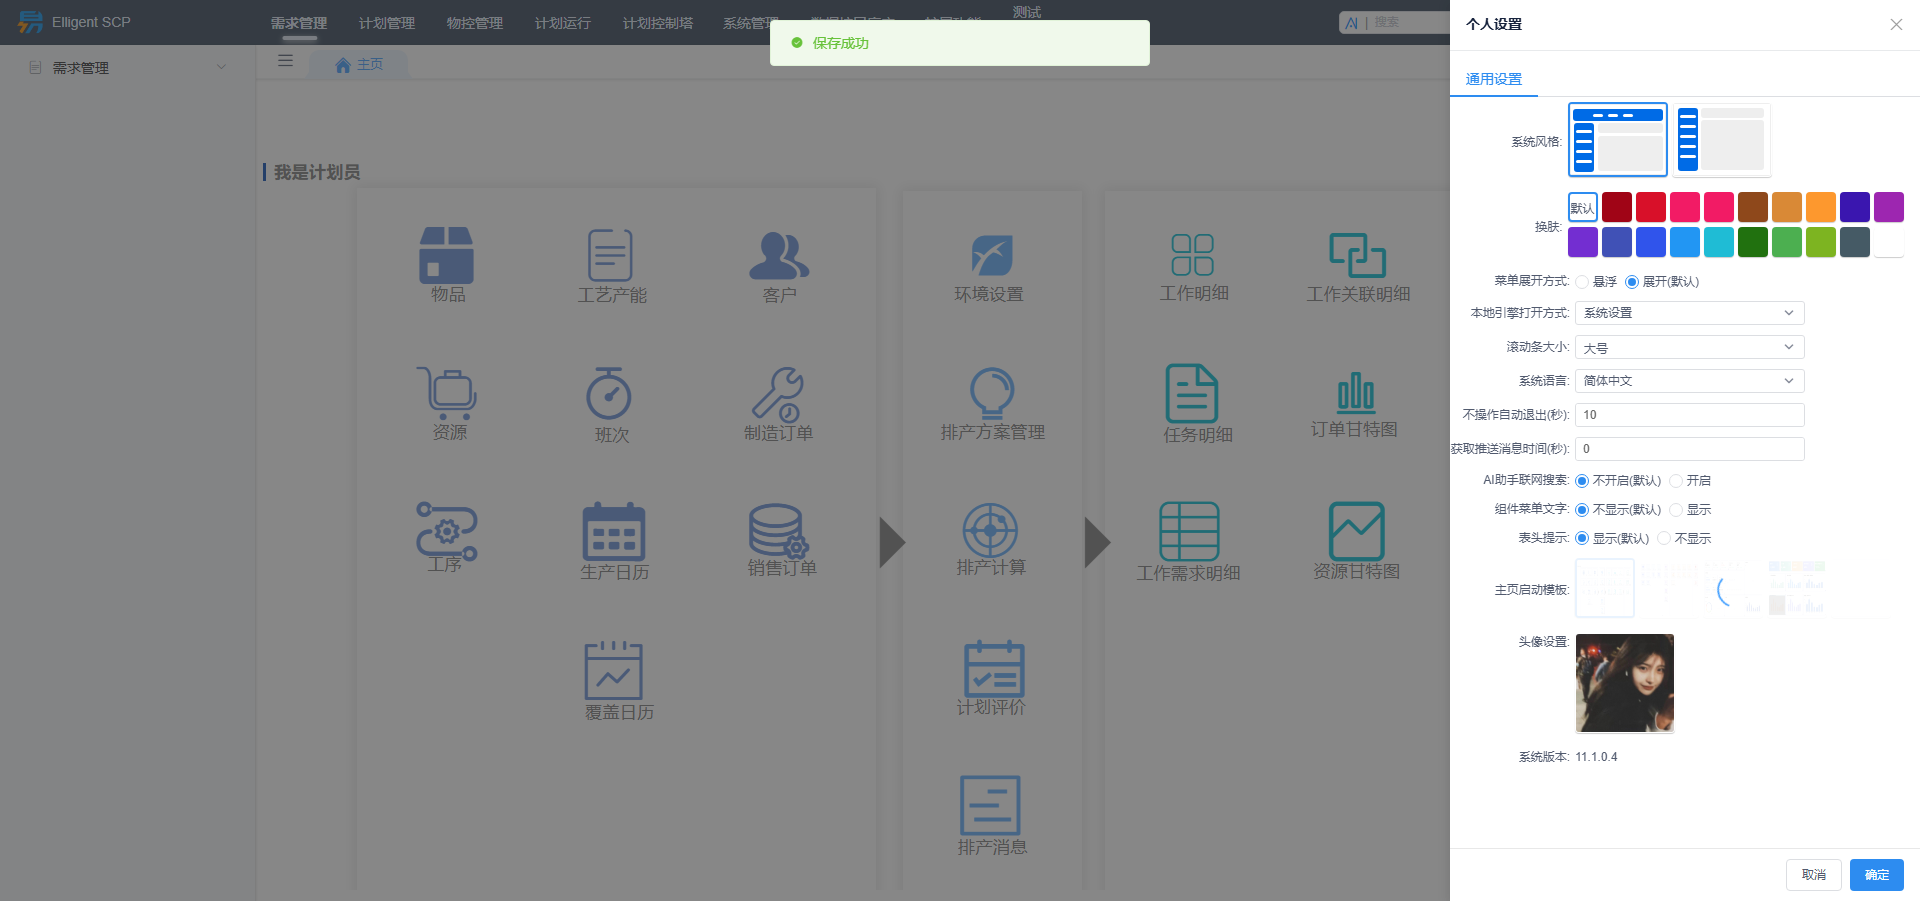 Elligent SCP
需求管理
计划管理
物控管理
计划运行
计划控制塔
系统管理
测试
AI | 搜索
保存成功
需求管理
主页
我是计划员
物品
工艺产能
客户
环境设置
工作明细
工作关联明细
资源
班次
制造订单
排产方案管理
任务明细
订单甘特图
工序
生产日历
销售订单
排产计算
工作需求明细
资源甘特图
覆盖日历
计划评价
排产消息
个人设置
通用设置
系统风格:
换肤:
默认
菜单展开方式: 悬浮 展开(默认)
本地引擎打开方式: 系统设置
滚动条大小: 大号
系统语言: 简体中文
不操作自动退出(秒): 10
获取推送消息时间(秒): 0
AI助手联网搜索: 不开启(默认) 开启
组件菜单文字: 不显示(默认) 显示
表头提示: 显示(默认) 不显示
主页启动模板:
头像设置:
系统版本: 11.1.0.4
取消
确定